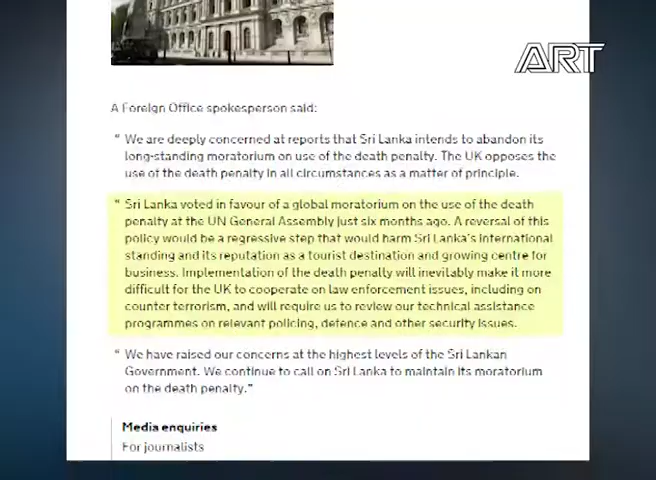 ART
A Foreign Office spokesperson said:
“ We are deeply concerned at reports that Sri Lanka intends to abandon its
long-standing moratorium on use of the death penalty. The UK opposes the
use of the death penalty in all circumstances as a matter of principle.
“ Sri Lanka voted in favour of a global moratorium on the use of the death
penalty at the UN General Assembly just six months ago. A reversal of this
policy would be a regressive step that would harm Sri Lanka's international
standing and its reputation as a tourist destination and growing centre for
business. Implementation of the death penalty will inevitably make it more
difficult for the UK to cooperate on law enforcement issues, including on
counter terrorism, and will require us to review our technical assistance
programmes on relevant policing, defence and other security issues.
“ We have raised our concerns at the highest levels of the Sri Lankan
Government. We continue to call on Sri Lanka to maintain its moratorium
on the death penalty.”
Media enquiries
For journalists